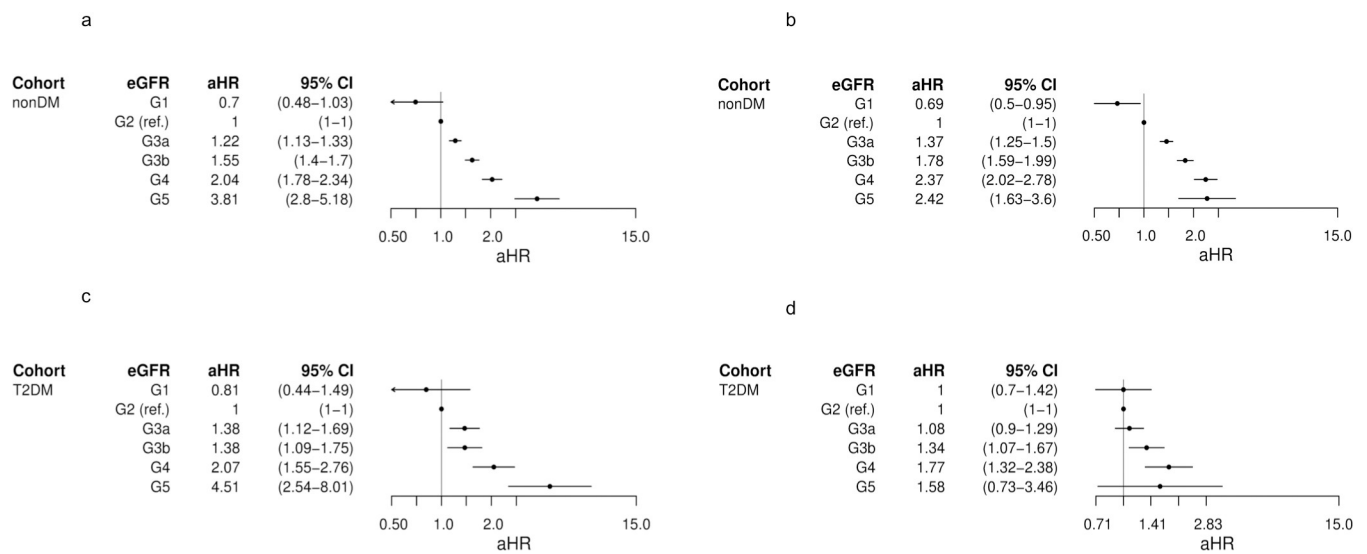 a
Cohort eGFR aHR 95% CI
nonDM G1 0.7 (0.48–1.03)
G2 (ref.) 1 (1–1)
G3a 1.22 (1.13–1.33)
G3b 1.55 (1.4–1.7)
G4 2.04 (1.78–2.34)
G5 3.81 (2.8–5.18)
0.50 1.0 2.0 15.0
aHR
b
Cohort eGFR aHR 95% CI
nonDM G1 0.69 (0.5–0.95)
G2 (ref.) 1 (1–1)
G3a 1.37 (1.25–1.5)
G3b 1.78 (1.59–1.99)
G4 2.37 (2.02–2.78)
G5 2.42 (1.63–3.6)
0.50 1.0 2.0 15.0
aHR
c
Cohort eGFR aHR 95% CI
T2DM G1 0.81 (0.44–1.49)
G2 (ref.) 1 (1–1)
G3a 1.38 (1.12–1.69)
G3b 1.38 (1.09–1.75)
G4 2.07 (1.55–2.76)
G5 4.51 (2.54–8.01)
0.50 1.0 2.0 15.0
aHR
d
Cohort eGFR aHR 95% CI
T2DM G1 1 (0.7–1.42)
G2 (ref.) 1 (1–1)
G3a 1.08 (0.9–1.29)
G3b 1.34 (1.07–1.67)
G4 1.77 (1.32–2.38)
G5 1.58 (0.73–3.46)
0.71 1.41 2.83 15.0
aHR